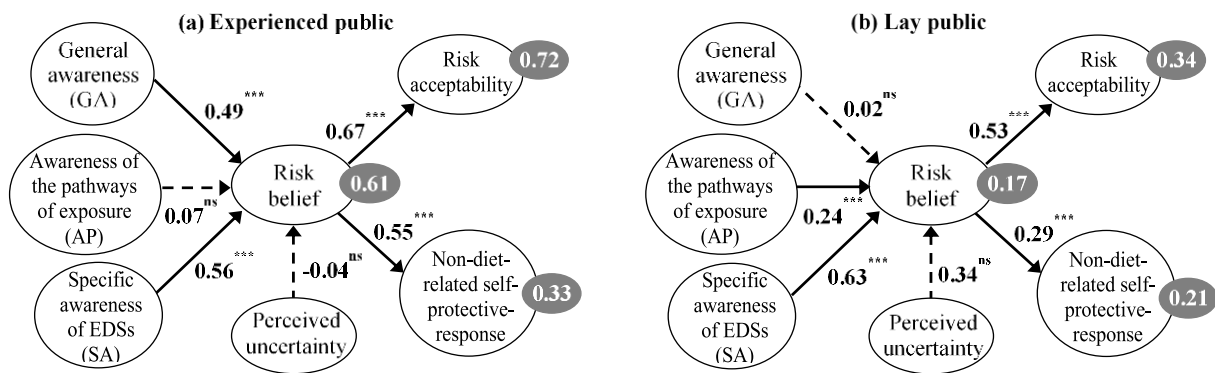 (a) Experienced public
General
awareness
(GA)
0.49***
Awareness of
the pathways
of exposure
(AP)
0.07ns
Specific
awareness
of EDSs
(SA)
0.56***
Perceived
uncertainty
-0.04ns
Risk
belief
0.61
0.67***
Risk
acceptability
0.72
0.55***
Non-diet-
related self-
protective-
response
0.33
(b) Lay public
General
awareness
(GA)
0.02ns
Awareness of
the pathways
of exposure
(AP)
0.24***
Specific
awareness
of EDSs
(SA)
0.63***
Perceived
uncertainty
0.34ns
Risk
belief
0.17
0.53***
Risk
acceptability
0.34
0.29***
Non-diet-
related self-
protective-
response
0.21